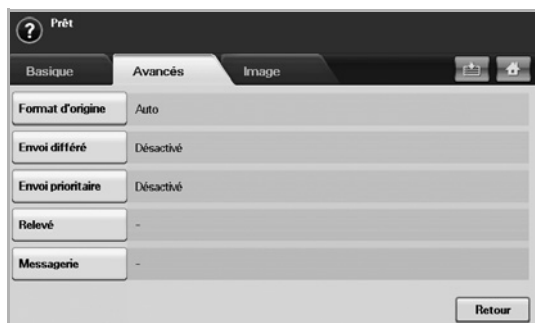 Prêt
Basique Avancés Image
Format d'origine Auto
Envoi différé Désactivé
Envoi prioritaire Désactivé
Relevé -
Messagerie -
Retour